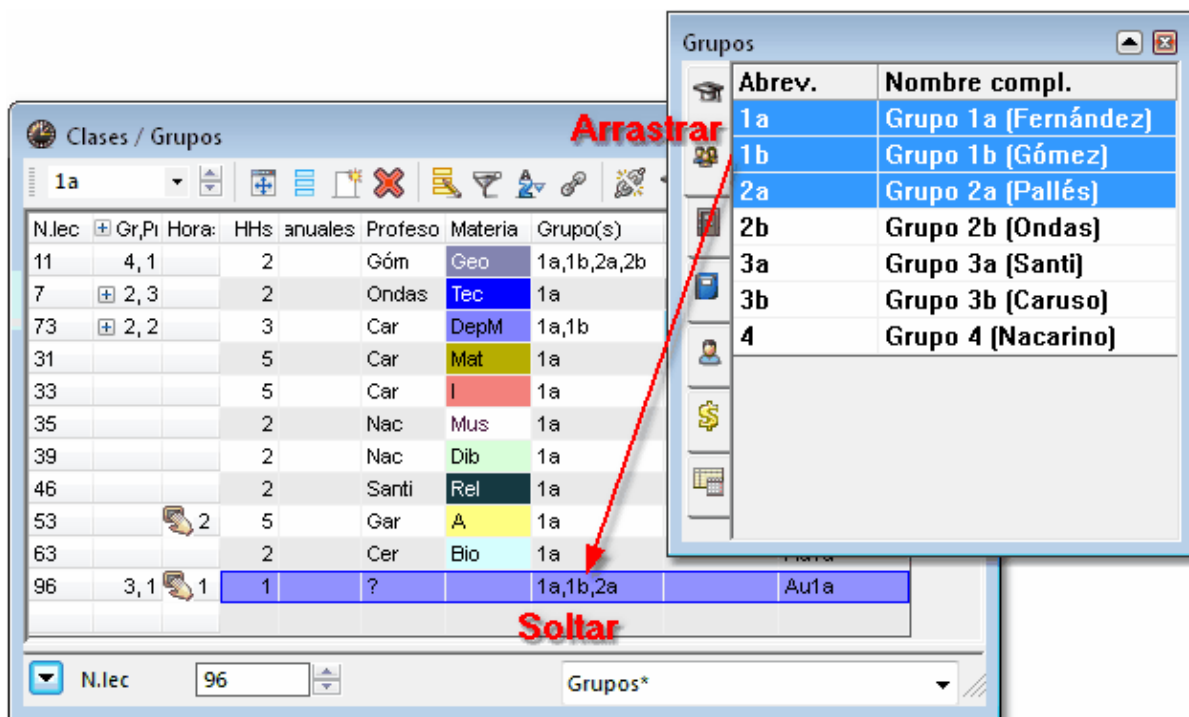 Grupos
Abrev. Nombre compl.
1a Grupo 1a (Fernández)
1b Grupo 1b (Gómez)
2a Grupo 2a (Pallés)
2b Grupo 2b (Ondas)
3a Grupo 3a (Santi)
3b Grupo 3b (Caruso)
4 Grupo 4 (Nacarino)
Arrastrar
Clases / Grupos
1a
N.lec Gr,Pr Hora: HHs anuales Profeso Materia Grupo(s)
11 4, 1 2 Góm Geo 1a,1b,2a,2b
7 2, 3 2 Ondas Tec 1a
73 2, 2 3 Car DepM 1a,1b
31 5 Car Mat 1a
33 5 Car I 1a
35 2 Nac Mus 1a
39 2 Nac Dib 1a
46 2 Santi Rel 1a
53 2 5 Gar A 1a
63 2 Cer Bio 1a
96 3, 1 1 1 ? 1a,1b,2a Au1a
Soltar
N.lec 96 Grupos*